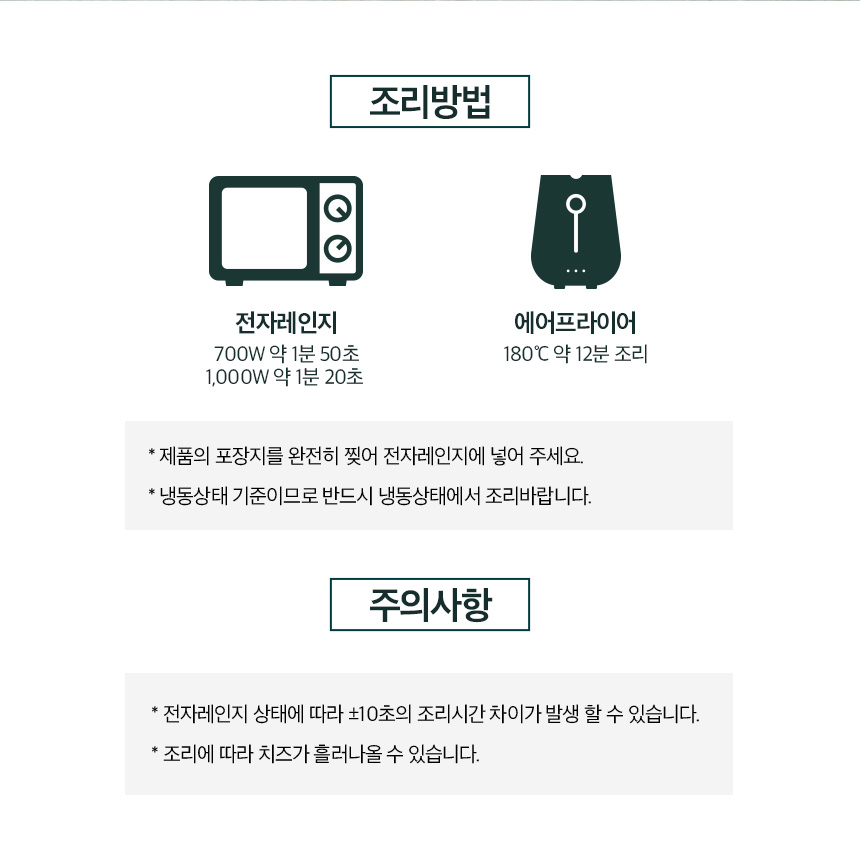 조리방법
전자레인지
700W 약 1분 50초
1,000W 약 1분 20초
에어프라이어
180℃ 약 12분 조리
* 제품의 포장지를 완전히 찢어 전자레인지에 넣어 주세요.
* 냉동상태 기준이므로 반드시 냉동상태에서 조리바랍니다.
주의사항
* 전자레인지 상태에 따라 ±10초의 조리시간 차이가 발생 할 수 있습니다.
* 조리에 따라 치즈가 흘러나올 수 있습니다.